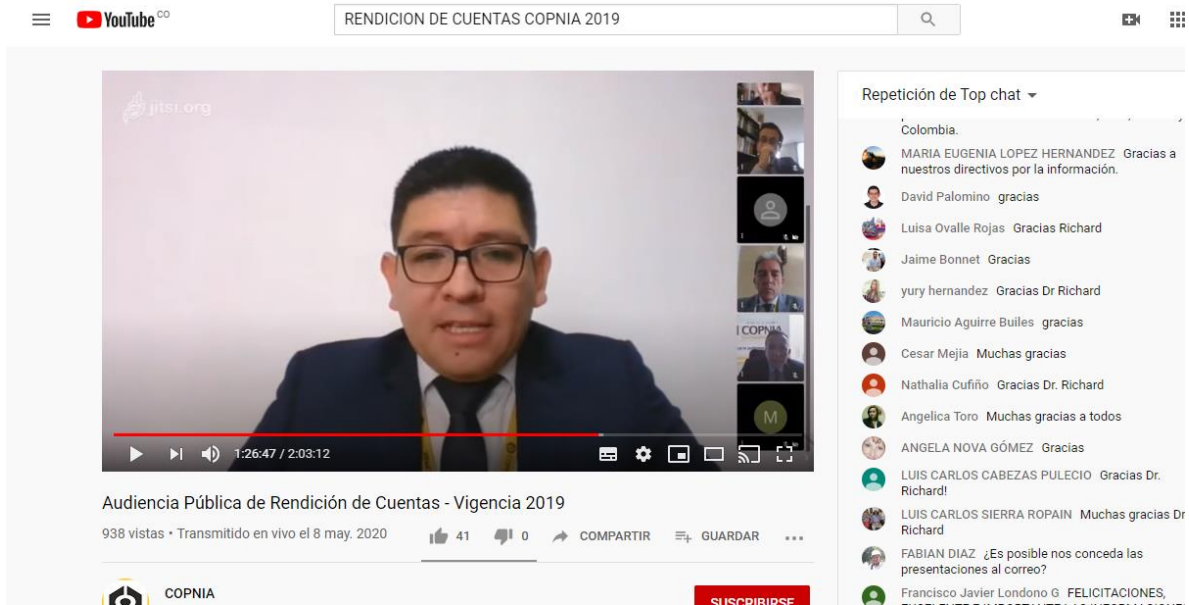 YouTube CO
RENDICION DE CUENTAS COPNIA 2019
jitsi.org
COPNIA
M
1:26:47 / 2:03:12
Audiencia Pública de Rendición de Cuentas - Vigencia 2019
938 vistas • Transmitido en vivo el 8 may. 2020
41
0
COMPARTIR
GUARDAR
COPNIA
SUSCRIBIRSE
Repetición de Top chat
Colombia.
MARIA EUGENIA LOPEZ HERNANDEZ Gracias a
nuestros directivos por la información.
David Palomino gracias
Luisa Ovalle Rojas Gracias Richard
Jaime Bonnet Gracias
yury hernandez Gracias Dr Richard
Mauricio Aguirre Builes gracias
Cesar Mejia Muchas gracias
Nathalia Cufiño Gracias Dr. Richard
Angelica Toro Muchas gracias a todos
ANGELA NOVA GÓMEZ Gracias
LUIS CARLOS CABEZAS PULECIO Gracias Dr.
Richard!
LUIS CARLOS SIERRA ROPAIN Muchas gracias Dr
Richard
FABIAN DIAZ ¿Es posible nos conceda las
presentaciones al correo?
Francisco Javier Londono G FELICITACIONES,